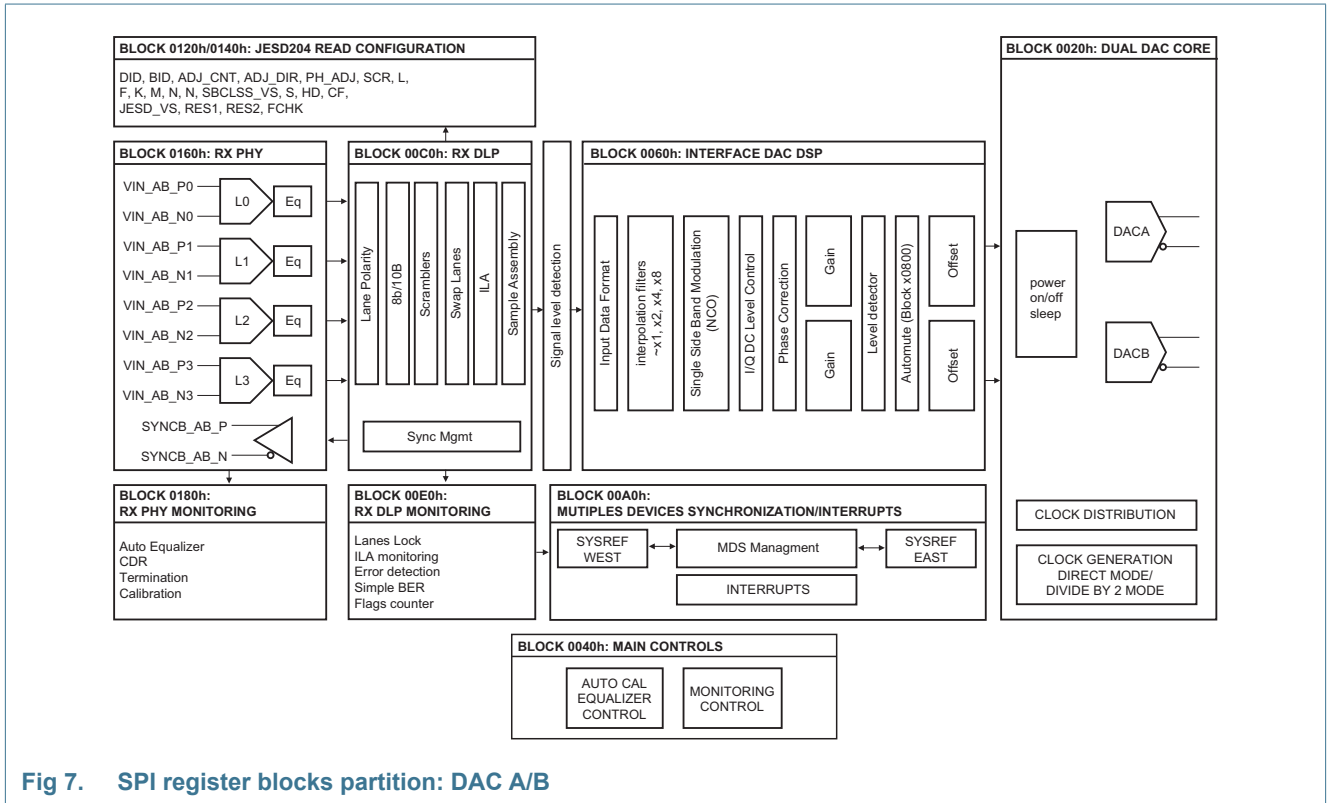 BLOCK 0120h/0140h: JESD204 READ CONFIGURATION
DID, BID, ADJ_CNT, ADJ_DIR, PH_ADJ, SCR, L,
F, K, M, N, N, SBCLSS_VS, S, HD, CF,
JESD_VS, RES1, RES2, FCHK
BLOCK 0160h: RX PHY
VIN_AB_P0
VIN_AB_N0
L0
Eq
VIN_AB_P1
VIN_AB_N1
L1
Eq
VIN_AB_P2
VIN_AB_N2
L2
Eq
VIN_AB_P3
VIN_AB_N3
L3
Eq
SYNCB_AB_P
SYNCB_AB_N
BLOCK 00C0h: RX DLP
Lane Polarity
8b/10B
Scramblers
Swap Lanes
ILA
Sample Assembly
Sync Mgmt
Signal level detection
BLOCK 0060h: INTERFACE DAC DSP
Input Data Format
interpolation filters
~x1, x2, x4, x8
Single Side Band Modulation
(NCO)
I/Q DC Level Control
Phase Correction
Gain
Gain
Level detector
Automute (Block x0800)
Offset
Offset
BLOCK 0020h: DUAL DAC CORE
power
on/off
sleep
DACA
DACB
CLOCK DISTRIBUTION
CLOCK GENERATION
DIRECT MODE/
DIVIDE BY 2 MODE
BLOCK 0180h:
RX PHY MONITORING
Auto Equalizer
CDR
Termination
Calibration
BLOCK 00E0h:
RX DLP MONITORING
Lanes Lock
ILA monitoring
Error detection
Simple BER
Flags counter
BLOCK 00A0h:
MUTIPLES DEVICES SYNCHRONIZATION/INTERRUPTS
SYSREF
WEST
MDS Managment
SYSREF
EAST
INTERRUPTS
BLOCK 0040h: MAIN CONTROLS
AUTO CAL
EQUALIZER
CONTROL
MONITORING
CONTROL
Fig 7. SPI register blocks partition: DAC A/B